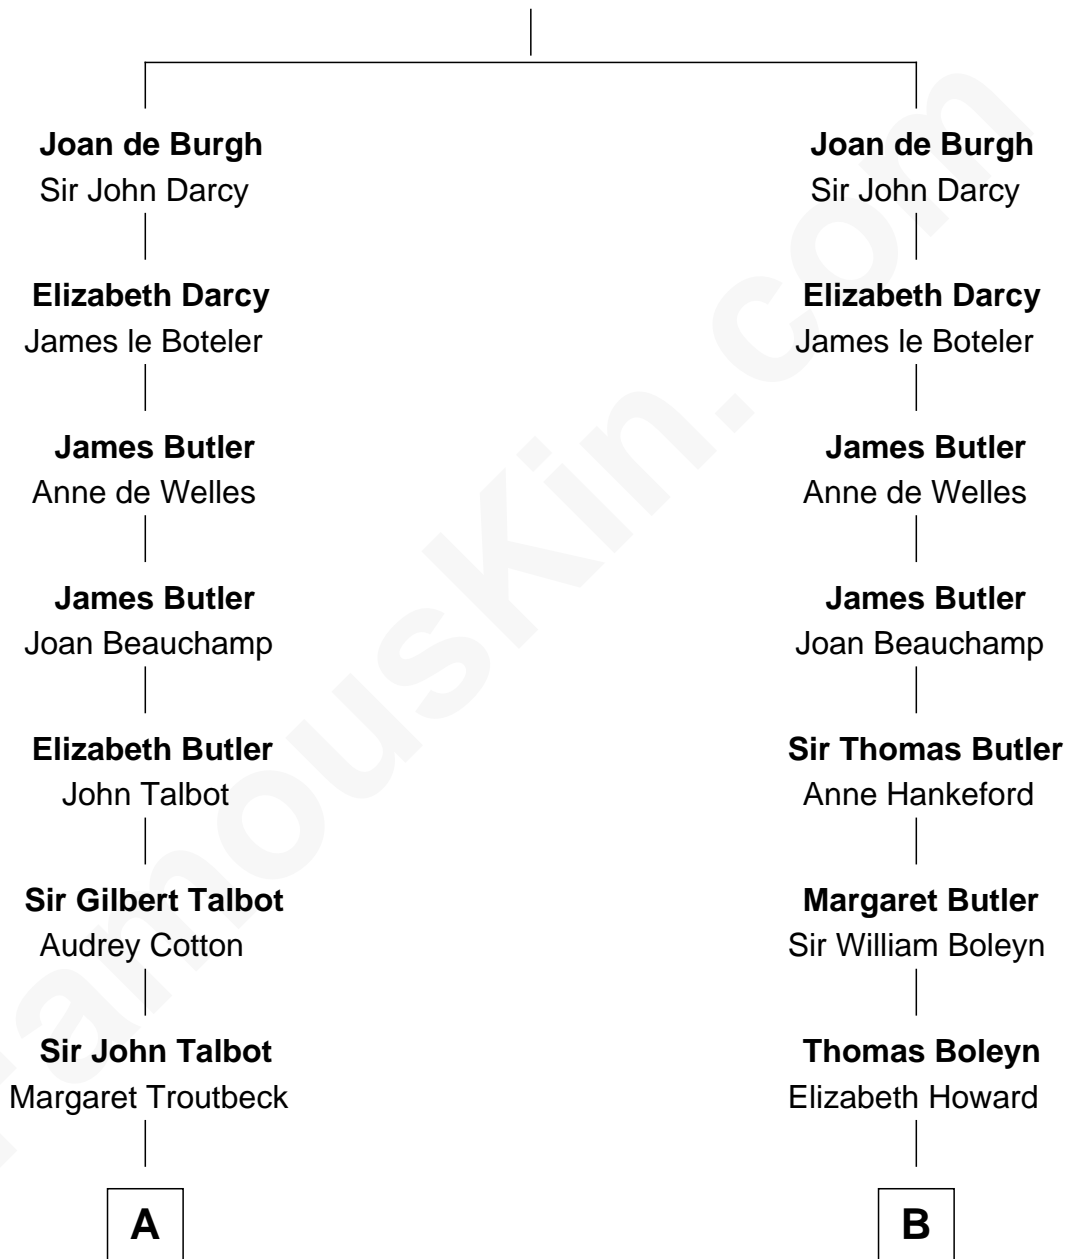 Joan de Burgh
Sir John Darcy
Elizabeth Darcy
James le Boteler
James Butler
Anne de Welles
James Butler
Joan Beauchamp
Elizabeth Butler
John Talbot
Sir Gilbert Talbot
Audrey Cotton
Sir John Talbot
Margaret Troutbeck
A
Joan de Burgh
Sir John Darcy
Elizabeth Darcy
James le Boteler
James Butler
Anne de Welles
James Butler
Joan Beauchamp
Sir Thomas Butler
Anne Hankeford
Margaret Butler
Sir William Boleyn
Thomas Boleyn
Elizabeth Howard
B
FamousKin.com